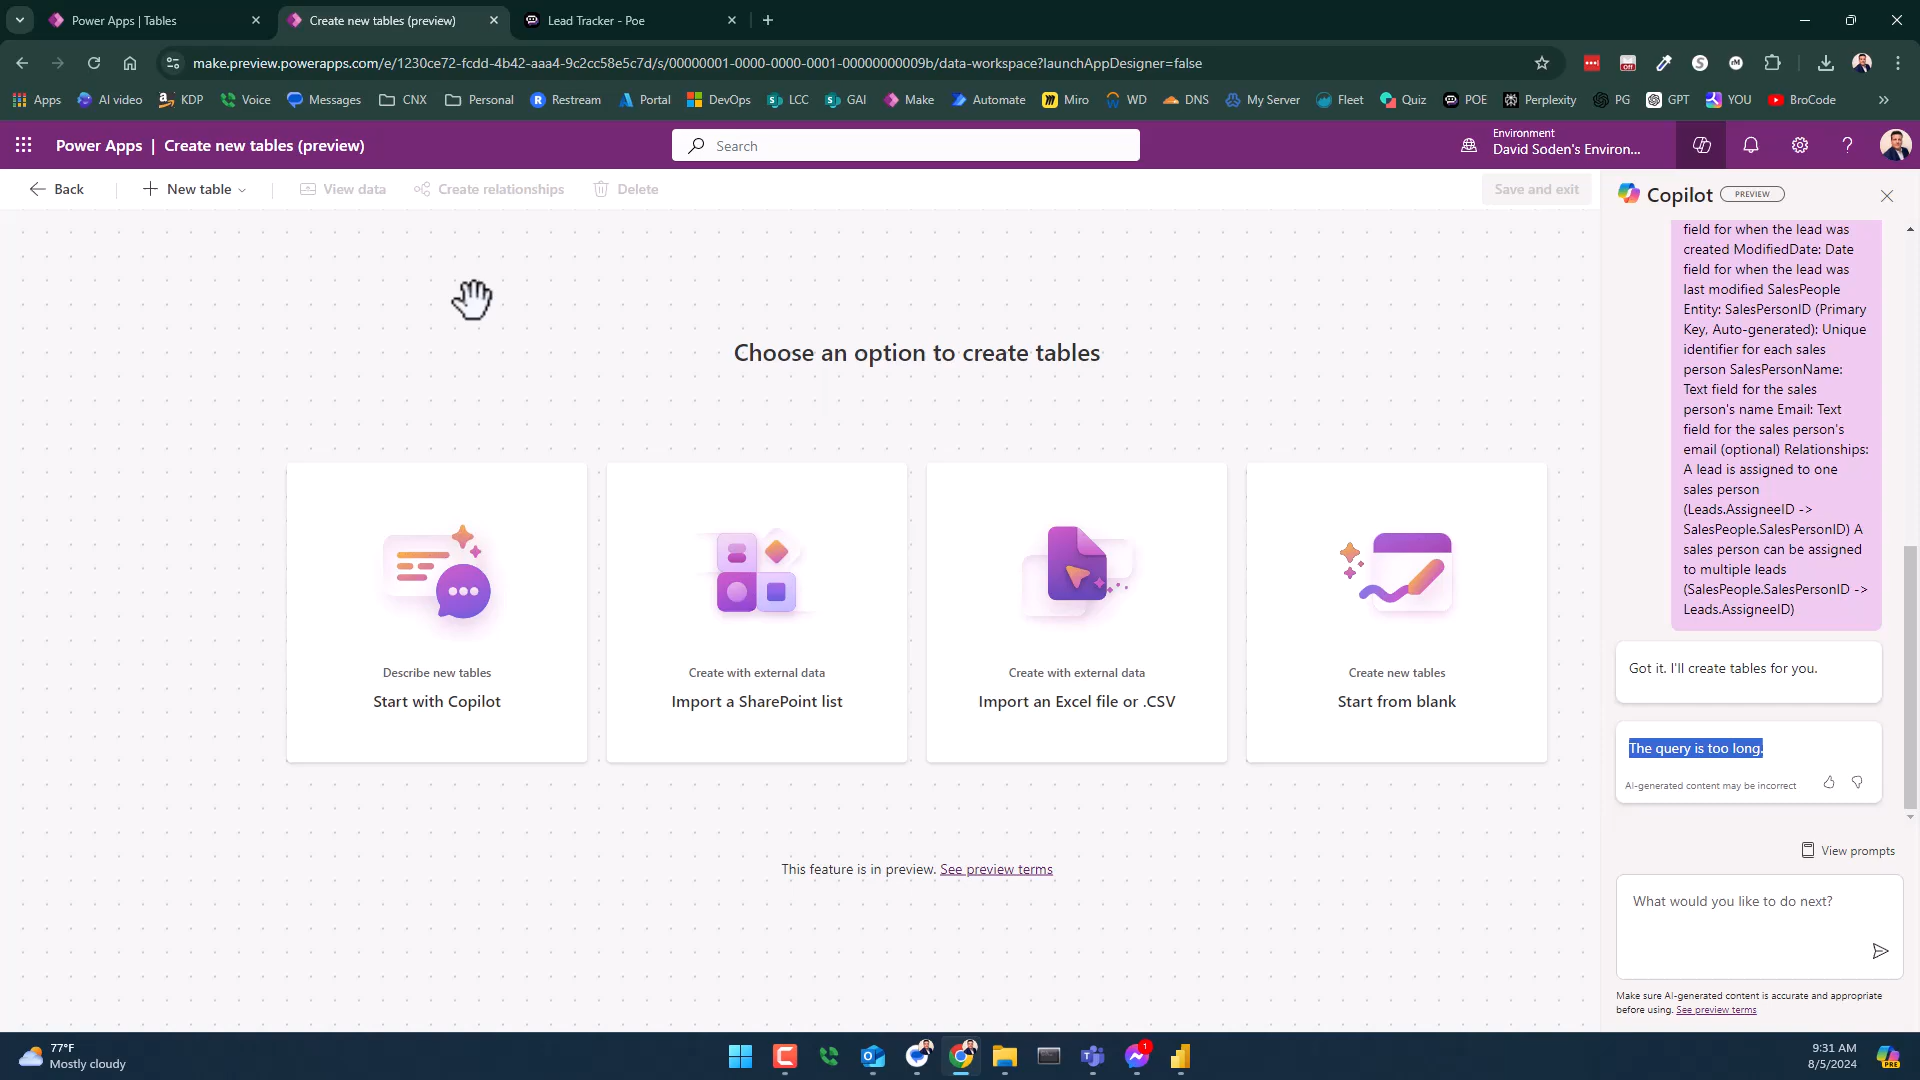 Power Apps | Tables
Create new tables (preview)
Lead Tracker - Poe
make.preview.powerapps.com/e/1230ce72-fcdd-4b42-aaa4-9c2cc58e5c7d/s/00000001-0000-0000-0001-00000000009b/data-workspace?launchAppDesigner=false
Apps
AI video
KDP
Voice
Messages
CNX
Personal
Restream
Portal
DevOps
LCC
GAI
Make
Automate
Miro
WD
DNS
My Server
Fleet
Quiz
POE
Perplexity
PG
GPT
YOU
BroCode
Power Apps | Create new tables (preview)
Search
Environment
David Soden's Environ...
Back
New table
View data
Create relationships
Delete
Save and exit
Choose an option to create tables
Describe new tables
Start with Copilot
Create with external data
Import a SharePoint list
Create with external data
Import an Excel file or .CSV
Create new tables
Start from blank
This feature is in preview. See preview terms
Copilot
PREVIEW
field for when the lead was
created ModifiedDate: Date
field for when the lead was
last modified SalesPeople
Entity: SalesPersonID (Primary
Key, Auto-generated): Unique
identifier for each sales
person SalesPersonName:
Text field for the sales
person's name Email: Text
field for the sales person's
email (optional) Relationships:
A lead is assigned to one
sales person
(Leads.AssigneeID ->
SalesPeople.SalesPersonID) A
sales person can be assigned
to multiple leads
(SalesPeople.SalesPersonID ->
Leads.AssigneeID)
Got it. I'll create tables for you.
The query is too long.
AI-generated content may be incorrect
View prompts
What would you like to do next?
Make sure AI-generated content is accurate and appropriate
before using. See preview terms
77°F
Mostly cloudy
1
9:31 AM
8/5/2024
PRE